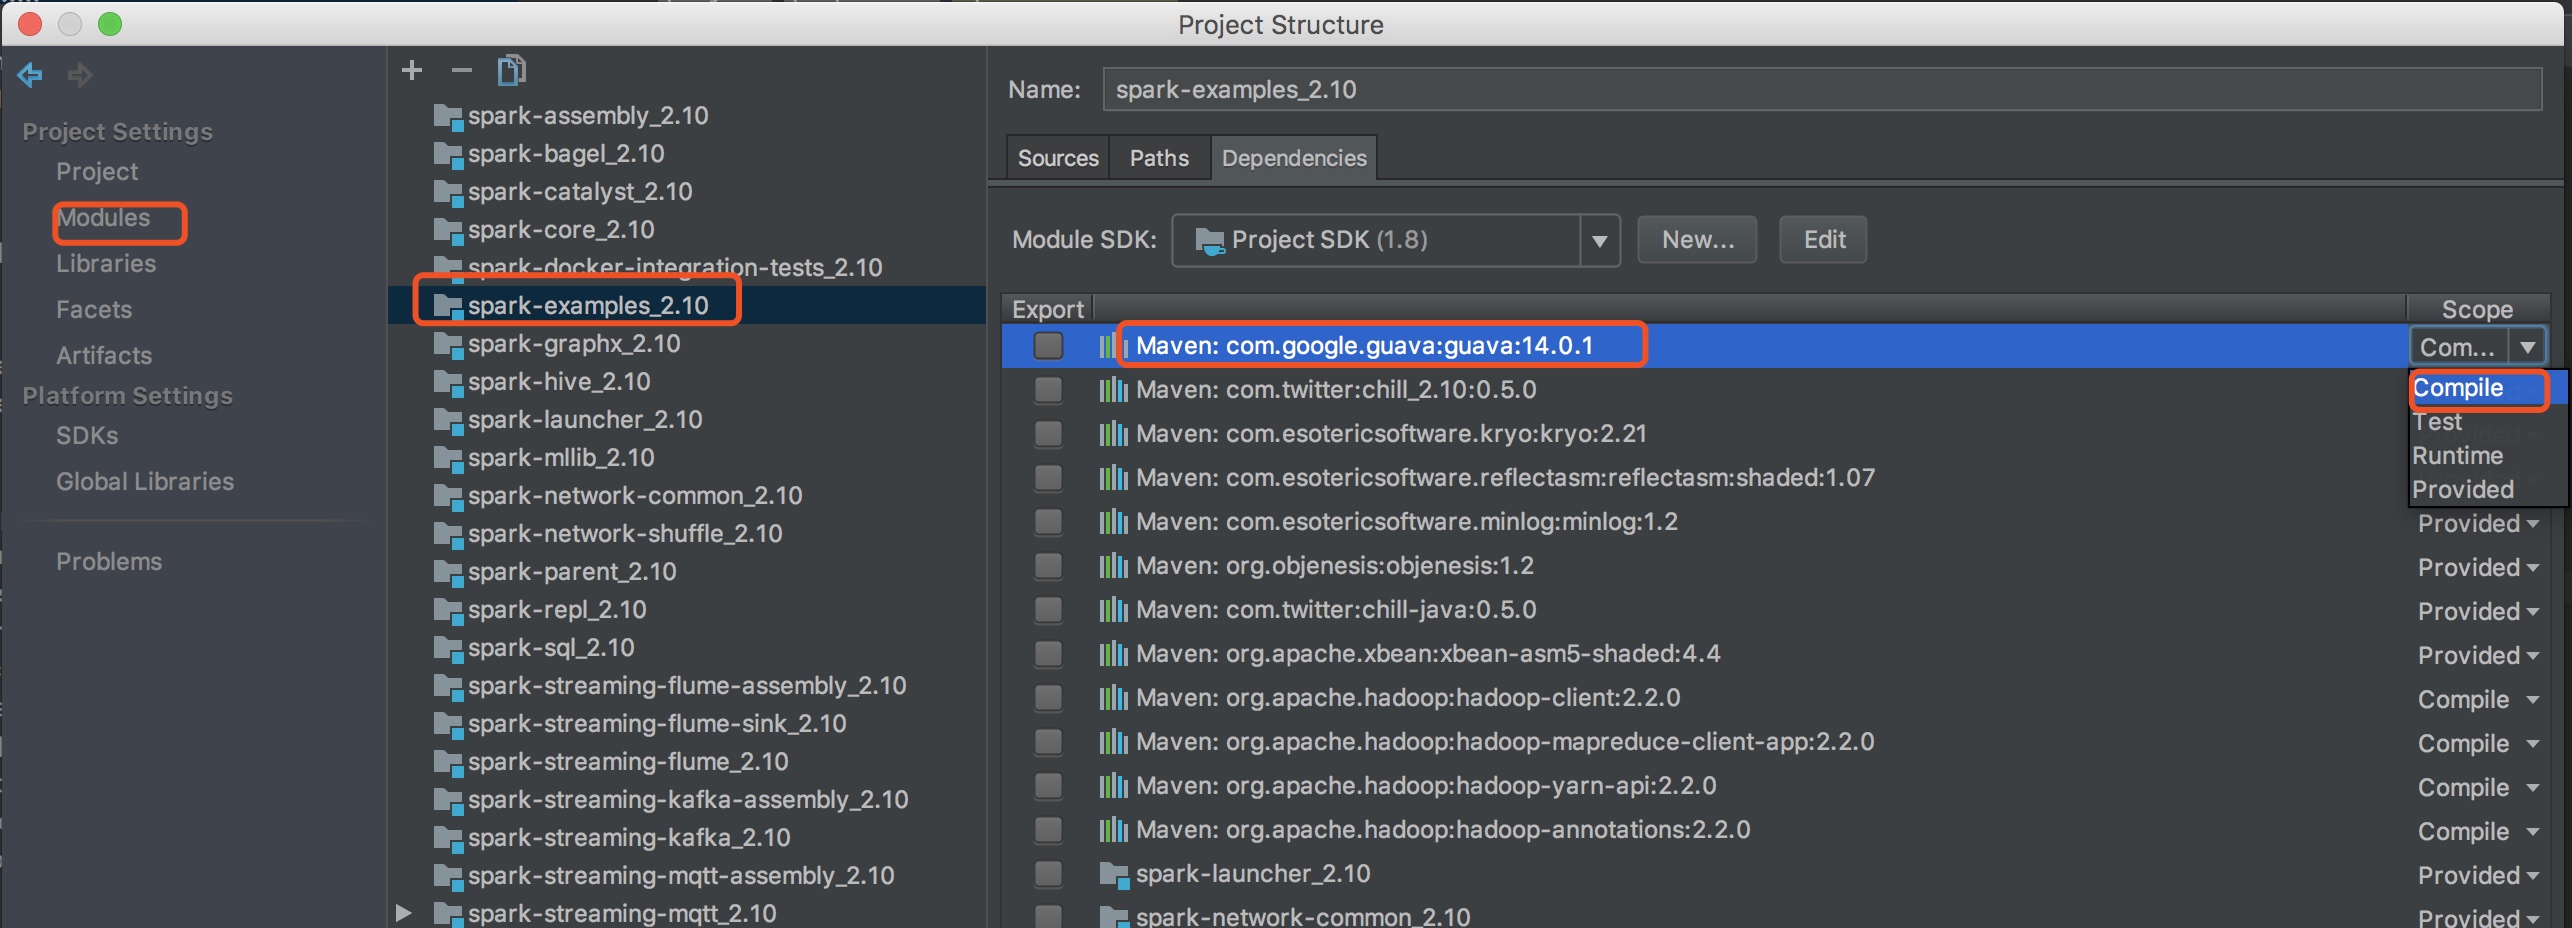 Project Structure
Project Settings
Project
Modules
Libraries
Facets
Artifacts
Platform Settings
SDKs
Global Libraries
Problems
spark-assembly_2.10
spark-bagel_2.10
spark-catalyst_2.10
spark-core_2.10
spark-docker-integration-tests_2.10
spark-examples_2.10
spark-graphx_2.10
spark-hive_2.10
spark-launcher_2.10
spark-mllib_2.10
spark-network-common_2.10
spark-network-shuffle_2.10
spark-parent_2.10
spark-repl_2.10
spark-sql_2.10
spark-streaming-flume-assembly_2.10
spark-streaming-flume-sink_2.10
spark-streaming-flume_2.10
spark-streaming-kafka-assembly_2.10
spark-streaming-kafka_2.10
spark-streaming-mqtt-assembly_2.10
spark-streaming-mqtt_2.10
Name: spark-examples_2.10
Sources Paths Dependencies
Module SDK: Project SDK (1.8) New... Edit
Export Scope
Maven: com.google.guava:guava:14.0.1 Com...
Maven: com.twitter:chill_2.10:0.5.0 Compile
Test
Maven: com.esotericsoftware.kryo:kryo:2.21 Runtime
Maven: com.esotericsoftware.reflectasm:reflectasm:shaded:1.07 Provided
Maven: com.esotericsoftware.minlog:minlog:1.2 Provided
Maven: org.objenesis:objenesis:1.2 Provided
Maven: com.twitter:chill-java:0.5.0 Provided
Maven: org.apache.xbean:xbean-asm5-shaded:4.4 Provided
Maven: org.apache.hadoop:hadoop-client:2.2.0 Compile
Maven: org.apache.hadoop:hadoop-mapreduce-client-app:2.2.0 Compile
Maven: org.apache.hadoop:hadoop-yarn-api:2.2.0 Compile
Maven: org.apache.hadoop:hadoop-annotations:2.2.0 Compile
spark-launcher_2.10 Provided
spark-network-common_2.10 Provided